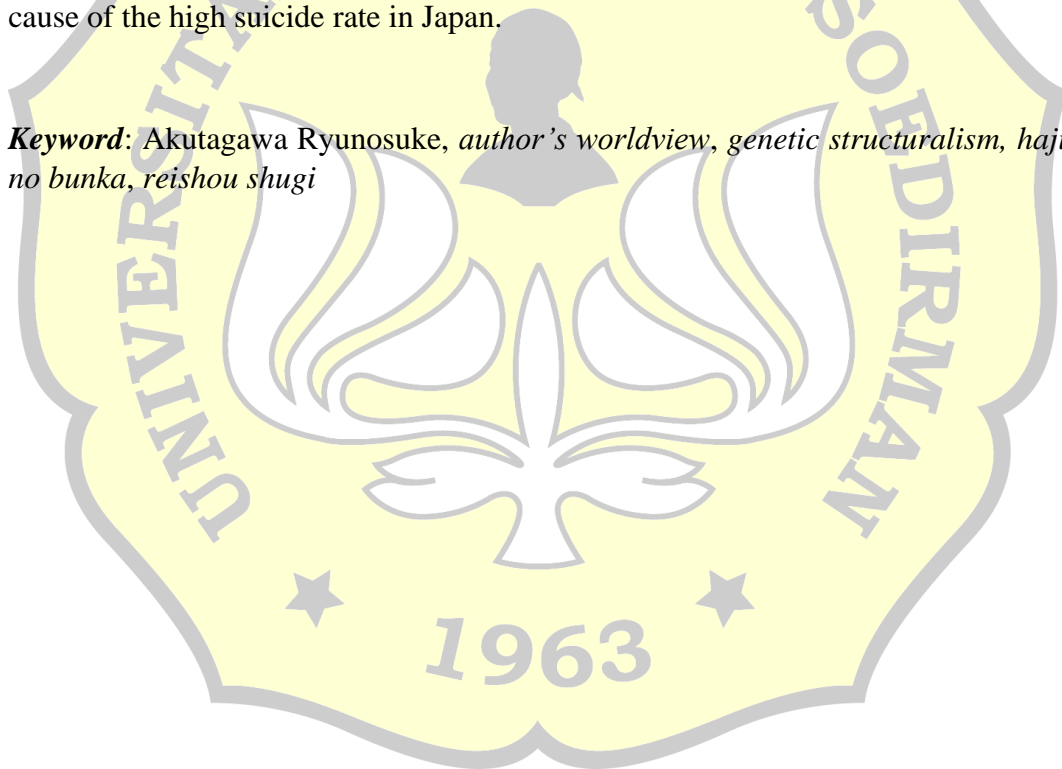 cause of the high suicide rate in Japan.
Keyword: Akutagawa Ryunosuke, author’s worldview, genetic structuralism, haji
no bunka, reishou shugi
UNIVERSITA
SOEDIRMAN
1963